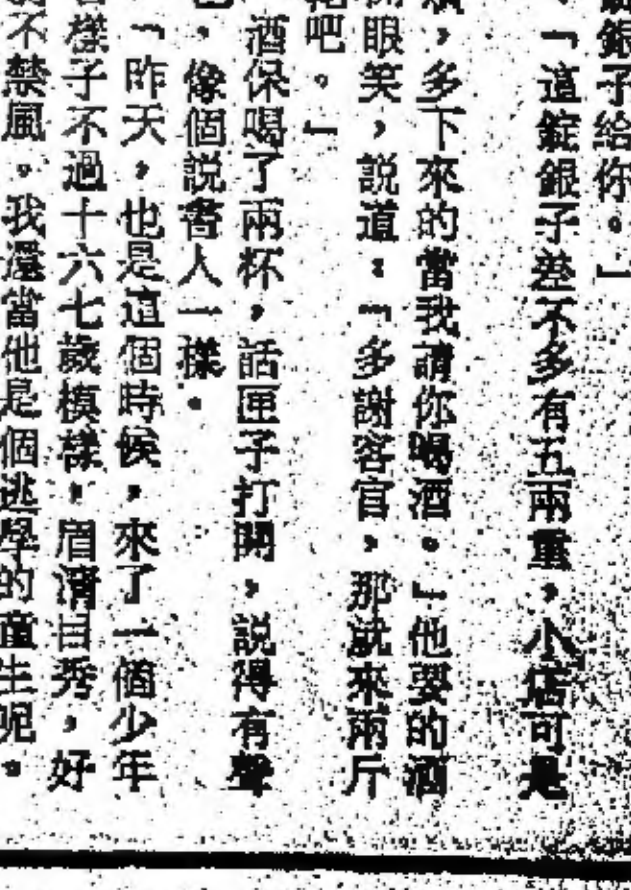 錠銀子給你。」
「這錠銀子差不多有五兩重，小店可是
，多下來的當我請你喝酒。」他要的酒
開眼笑，說道：「多謝客官，那就來兩斤
吧。」
酒保喝了兩杯，話匣子打開，說得有聲
，像個說書人一樣。
「昨天，也是這個時候，來了一個少年
樣子不過十六七歲模樣，眉清目秀，好
不禁風。我還當他是個逃學的童生呢。